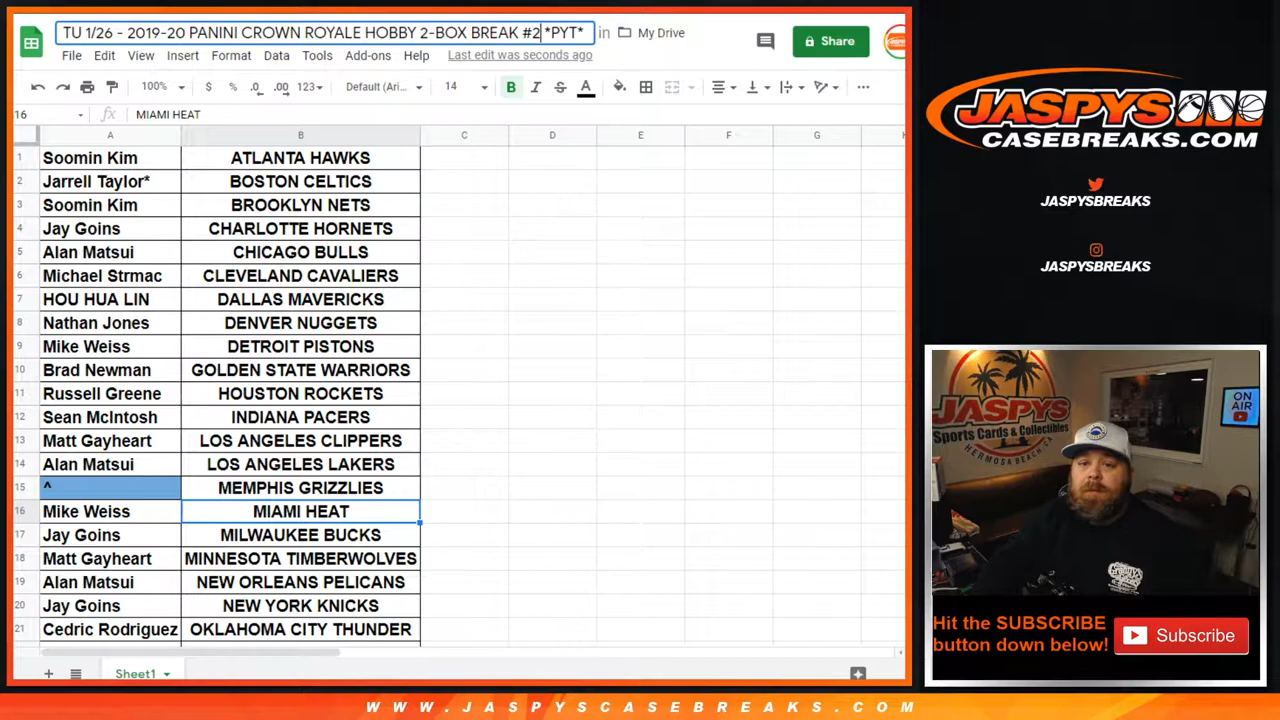 TU 1/26 - 2019-20 PANINI CROWN ROYALE HOBBY 2-BOX BREAK #2 *PYT* in My Drive
Share
File Edit View Insert Format Data Tools Add-ons Help Last edit was seconds ago
100% $ % .0 .00 123 Default (Ari... 14 B I S A
16 fx MIAMI HEAT
A B C D E F G
1 Soomin Kim ATLANTA HAWKS
2 Jarrell Taylor* BOSTON CELTICS
3 Soomin Kim BROOKLYN NETS
4 Jay Goins CHARLOTTE HORNETS
5 Alan Matsui CHICAGO BULLS
6 Michael Strmac CLEVELAND CAVALIERS
7 HOU HUA LIN DALLAS MAVERICKS
8 Nathan Jones DENVER NUGGETS
9 Mike Weiss DETROIT PISTONS
10 Brad Newman GOLDEN STATE WARRIORS
11 Russell Greene HOUSTON ROCKETS
12 Sean McIntosh INDIANA PACERS
13 Matt Gayheart LOS ANGELES CLIPPERS
14 Alan Matsui LOS ANGELES LAKERS
15 ^ MEMPHIS GRIZZLIES
16 Mike Weiss MIAMI HEAT
17 Jay Goins MILWAUKEE BUCKS
18 Matt Gayheart MINNESOTA TIMBERWOLVES
19 Alan Matsui NEW ORLEANS PELICANS
20 Jay Goins NEW YORK KNICKS
21 Cedric Rodriguez OKLAHOMA CITY THUNDER
Sheet1
JASPYS
CASEBREAKS.COM
JASPYSBREAKS
JASPYSBREAKS
JASPYS
Sports Cards & Collectibles
HERMOSA BEACH, CA
ON
AIR
Hit the SUBSCRIBE
button down below!
Subscribe
WWW.JASPYSCASEBREAKS.COM